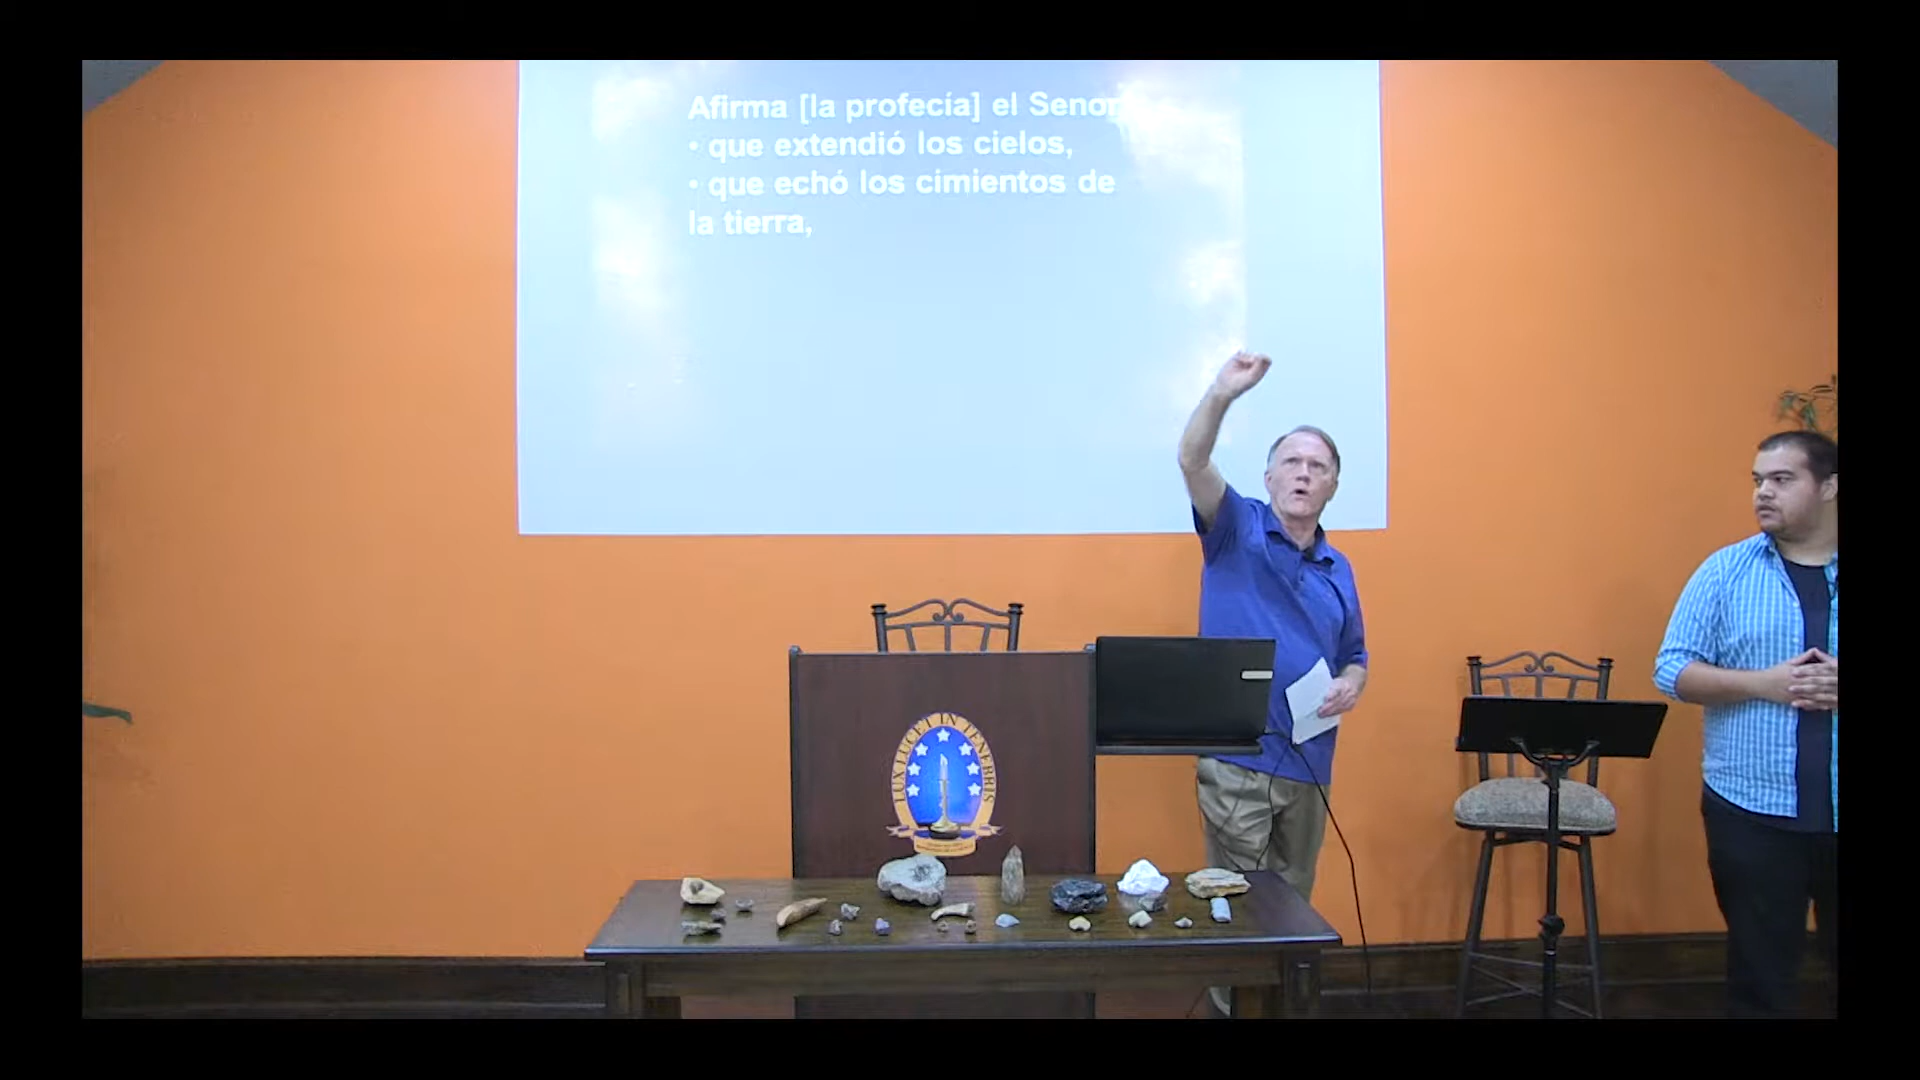 Afirma [la profecía] el Senor
• que extendió los cielos,
• que echó los cimientos de
la tierra,
LUX LUCET IN TENEBRIS